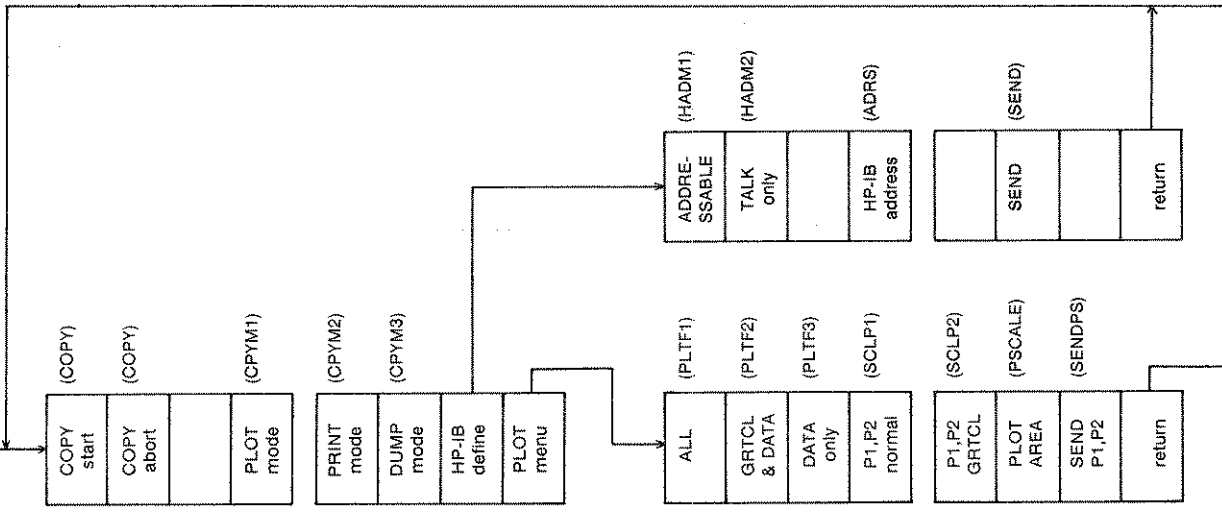 COPY
start
(COPY)
COPY
abort
(COPY)
PLOT
mode
(CPYM1)
PRINT
mode
(CPYM2)
DUMP
mode
(CPYM3)
HP-IB
define
PLOT
menu
ADDRE-
SSABLE
(HADM1)
TALK
only
(HADM2)
HP-IB
address
(ADRS)
SEND
(SEND)
return
ALL
(PLTF1)
GRTCL
& DATA
(PLTF2)
DATA
only
(PLTF3)
P1,P2
normal
(SCLP1)
P1,P2
GRTCL
(SCLP2)
PLOT
AREA
(PSCALE)
SEND
P1,P2
(SENDPS)
return